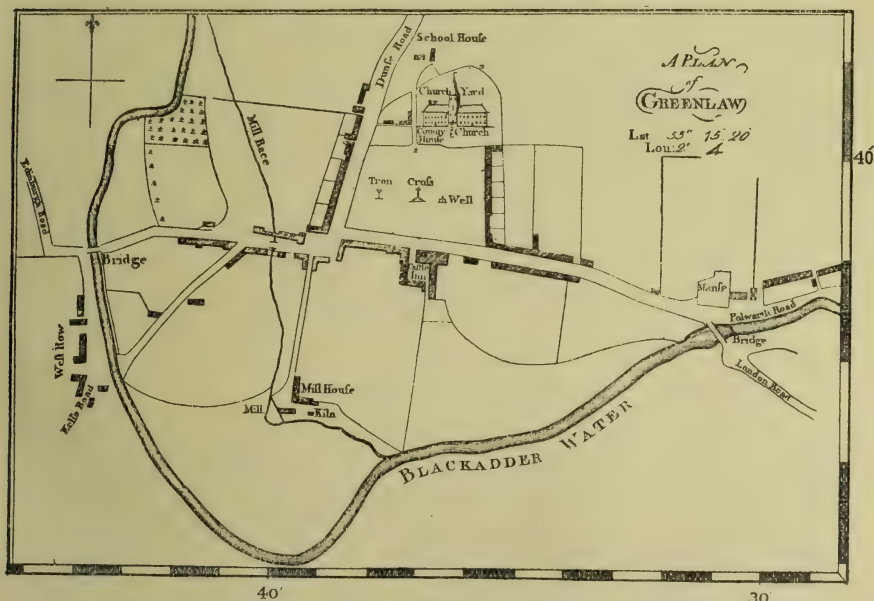 A PLAN
of
GREENLAW
Lat 55° 15' 20"
Lon: 2° 4
School House
Dunse Road
Church Yard
County House
Church
Mill Race
Tron
Cross
Well
Edinburgh Road
Bridge
Castle Inn
Manse
Polwarth Road
Bridge
London Road
West Row
Kelso Road
Mill House
Mill
Kiln
BLACKADDER WATER
40'
40'
30'